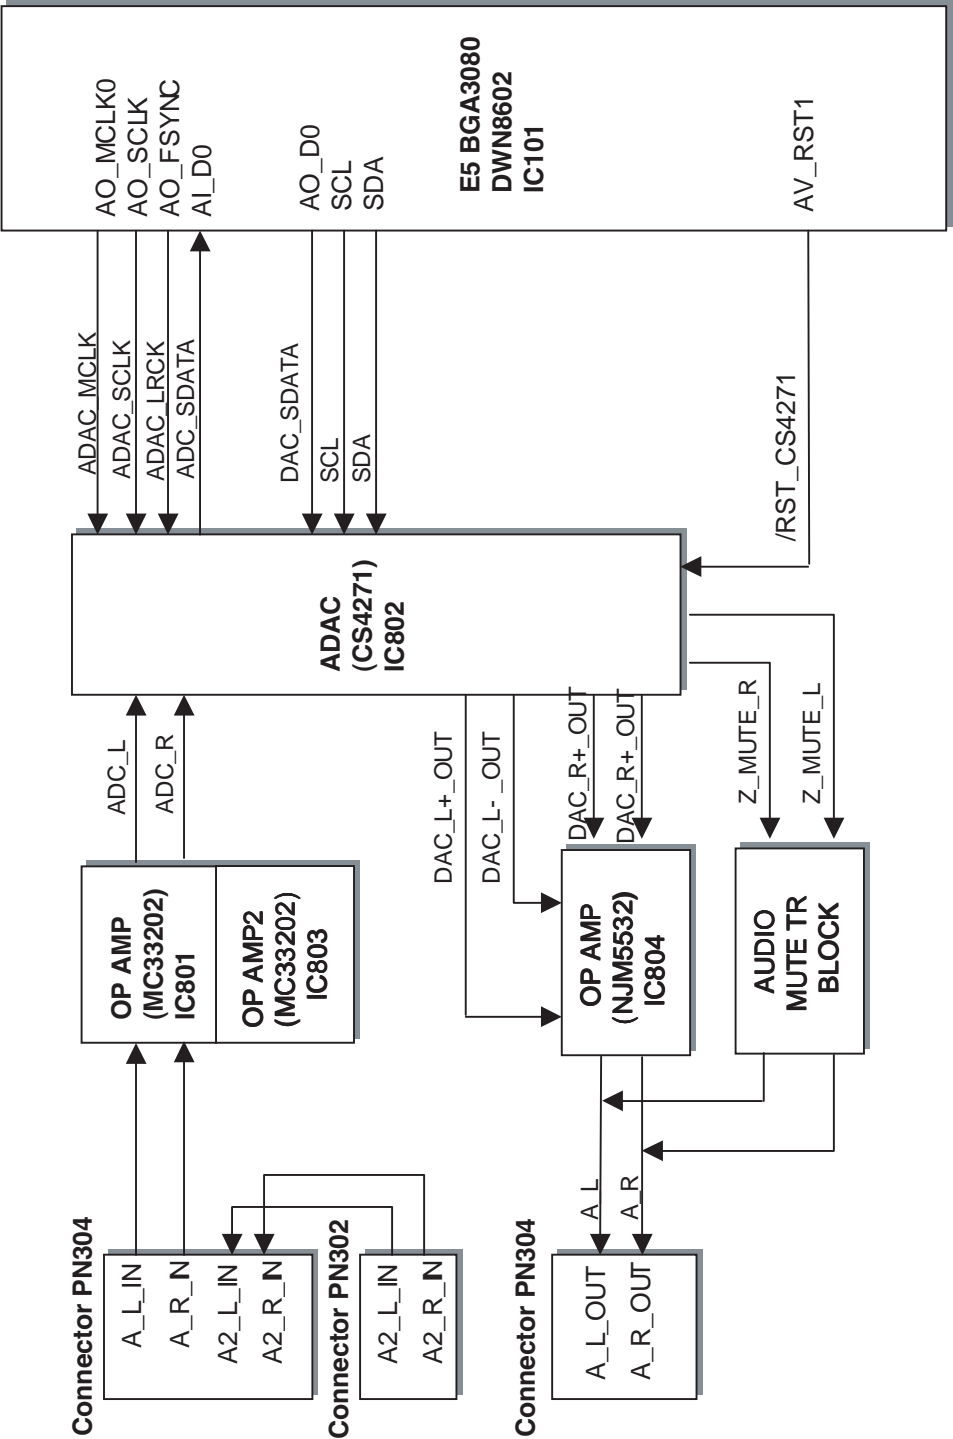 Connector PN304
A_L_IN
A_R_N
A2_L_IN
A2_R_N
Connector PN302
A2_L_IN
A2_R_N
Connector PN304
A_L_OUT
A_R_OUT
A_L
A_R
OP AMP
(MC33202)
IC801
OP AMP2
(MC33202)
IC803
OP AMP
(NJM5532)
IC804
AUDIO
MUTE TR
BLOCK
ADC_L
ADC_R
DAC_L+_OUT
DAC_L-_OUT
DAC_R+_OUT
DAC_R+_OUT
Z_MUTE_R
Z_MUTE_L
ADAC
(CS4271)
IC802
ADAC_MCLK
ADAC_SCLK
ADAC_LRCK
ADC_SDATA
DAC_SDATA
SCL
SDA
/RST_CS4271
AO_MCLK0
AO_SCLK
AO_FSYNC
AI_D0
AO_D0
SCL
SDA
E5 BGA3080
DWN8602
IC101
AV_RST1